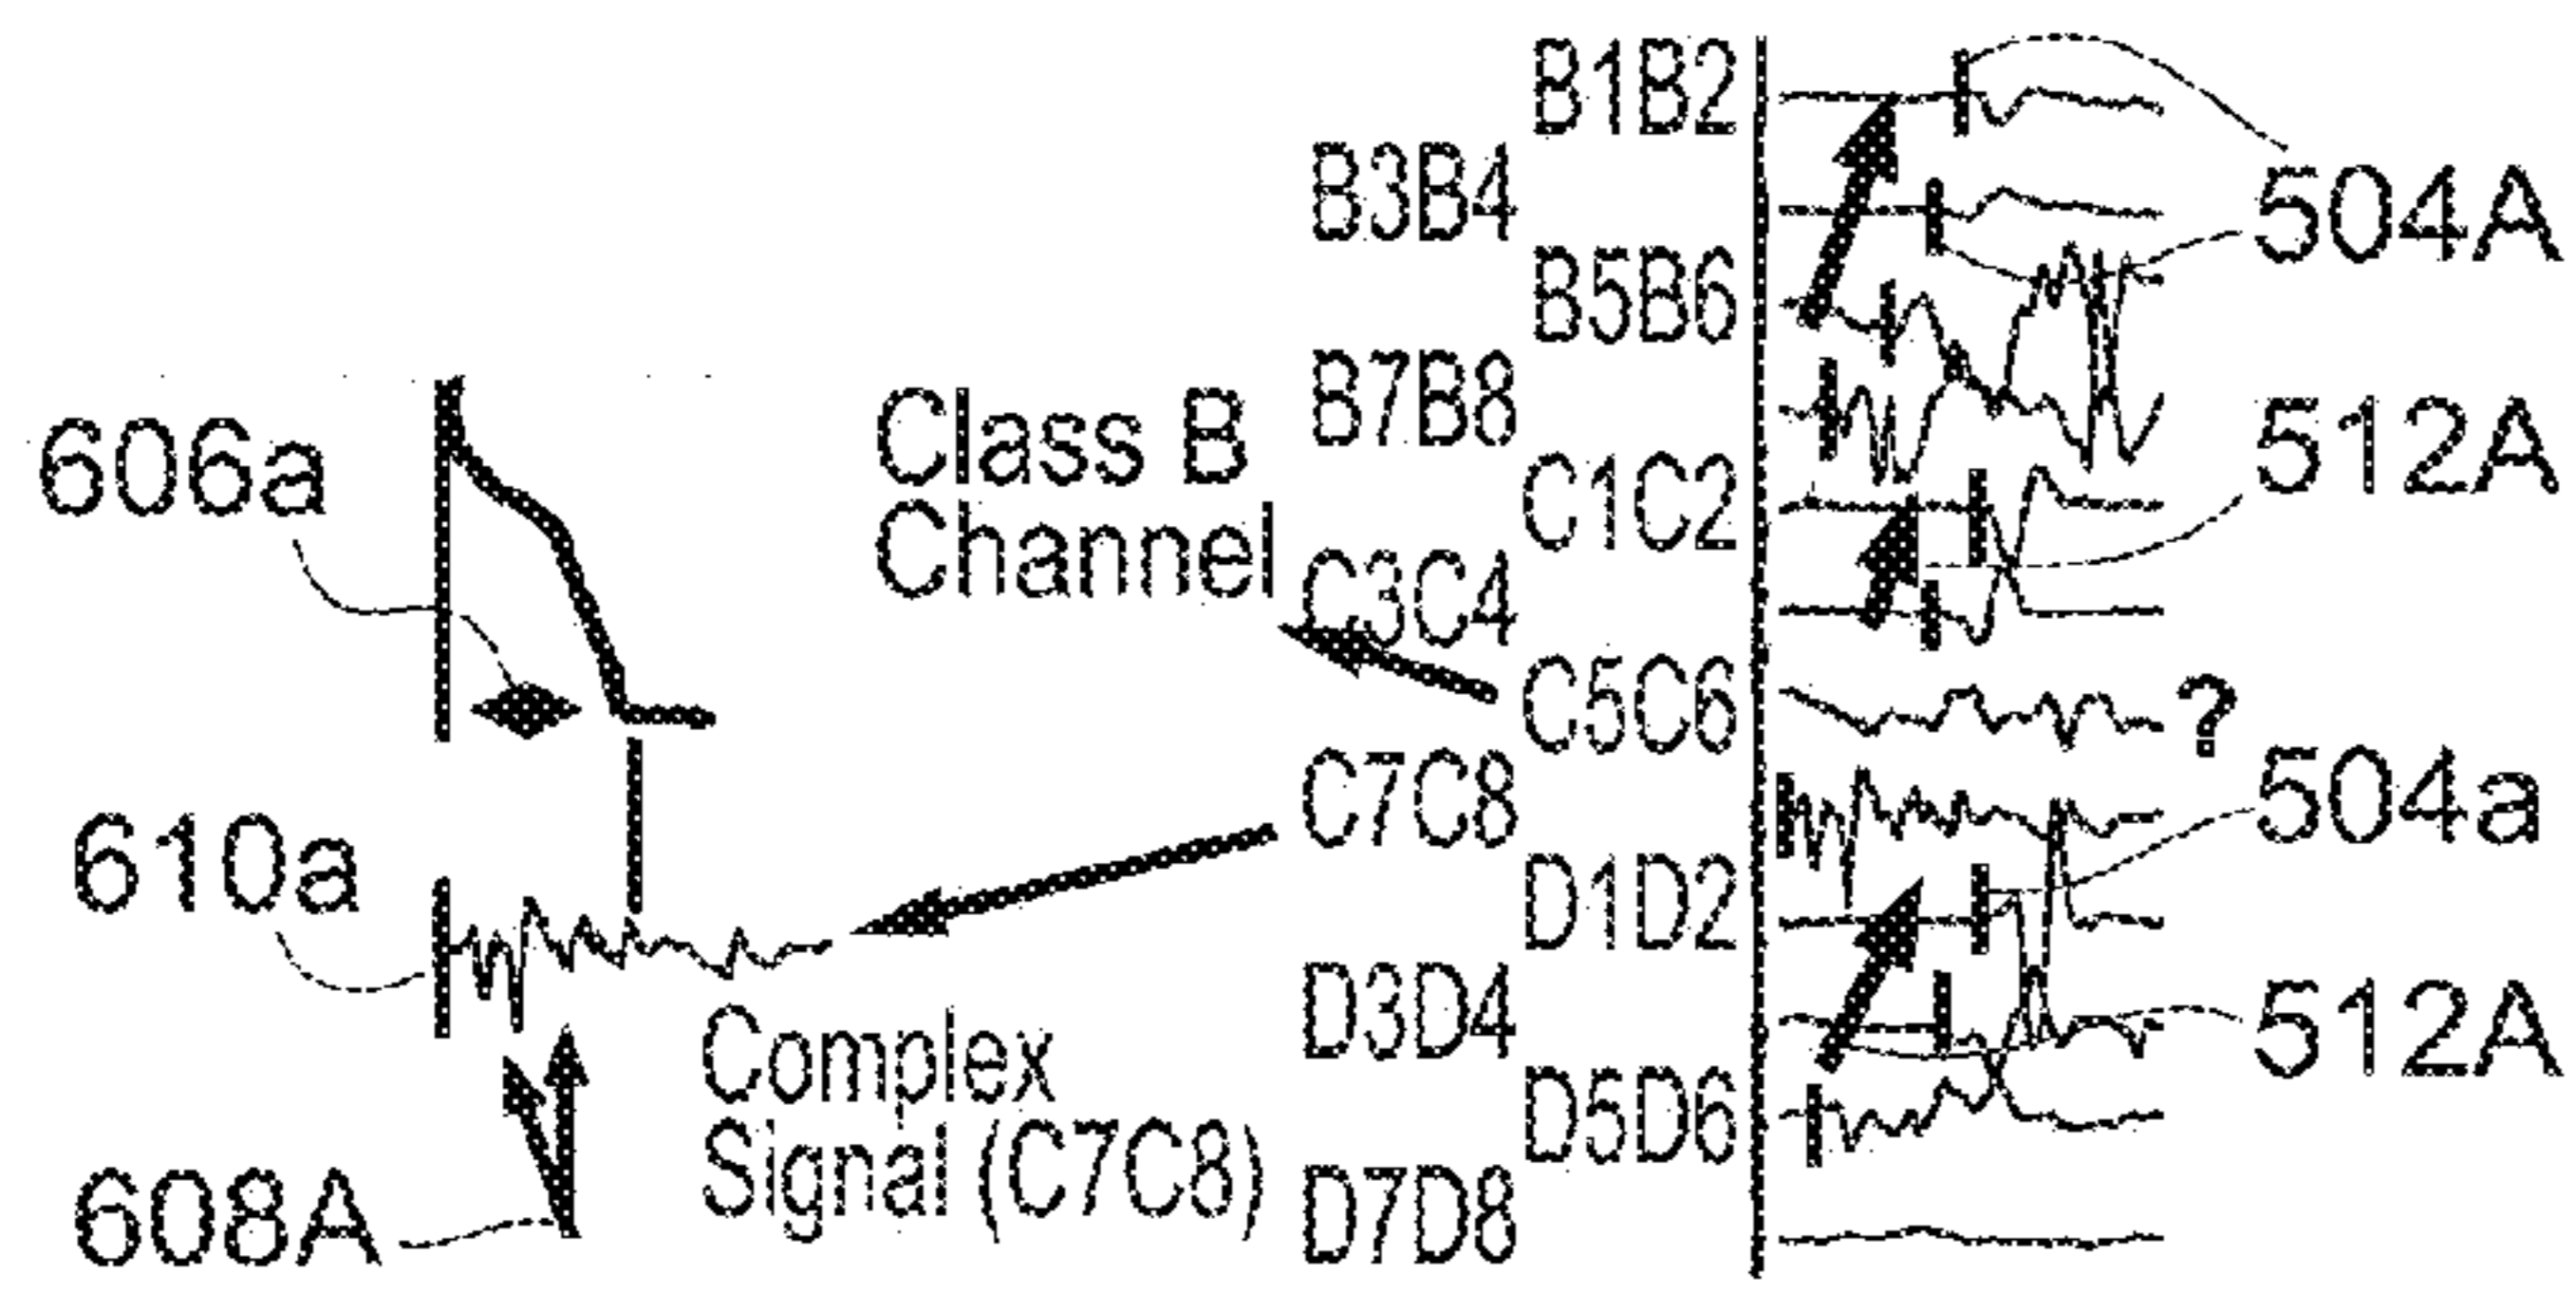 B1B2
B3B4
504A
B5B6
B7B8
606a
Class B
Channel
C1C2
512A
C3C4
C5C6
?
C7C8
504a
610a
D1D2
D3D4
512A
Complex
Signal (C7C8)
D5D6
608A
D7D8